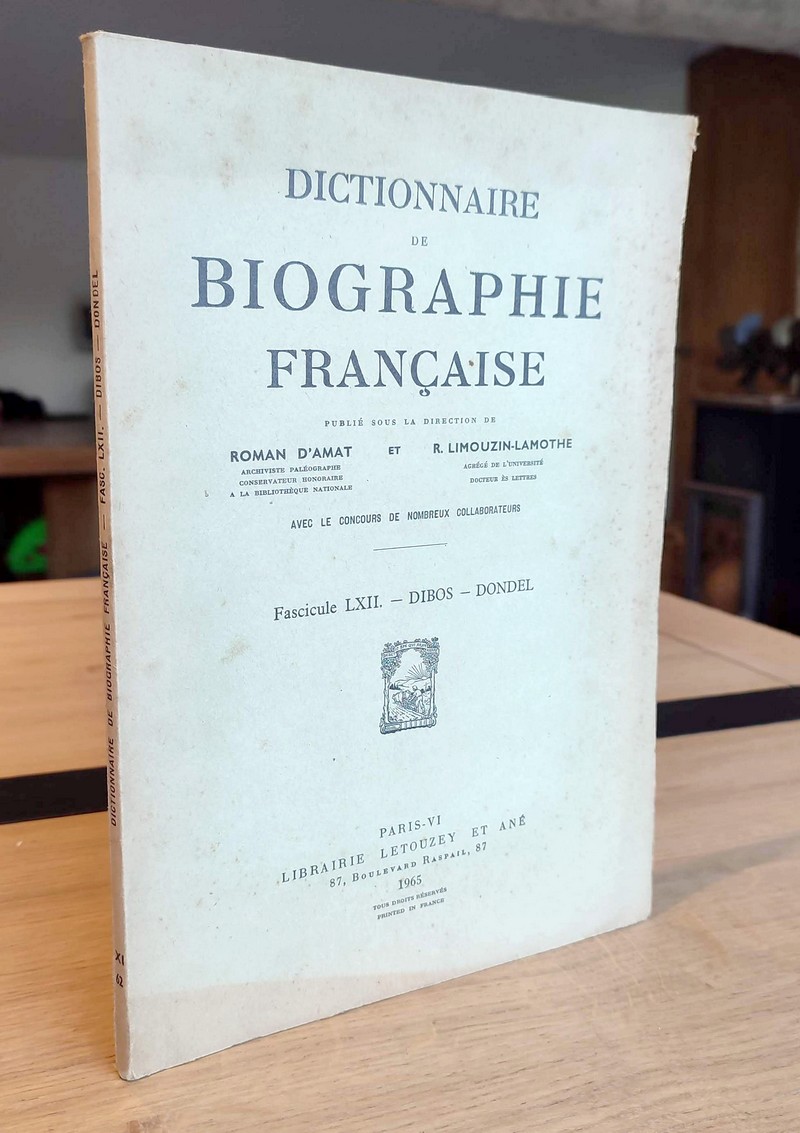 DICTIONNAIRE
DE
BIOGRAPHIE
FRANÇAISE
PUBLIÉ SOUS LA DIRECTION DE
ROMAN D'AMAT ET R. LIMOUZIN-LAMOTHE
ARCHIVISTE PALÉOGRAPHE
CONSERVATEUR HONORAIRE
A LA BIBLIOTHÈQUE NATIONALE
AGRÉGÉ DE L'UNIVERSITÉ
DOCTEUR ÈS LETTRES
AVEC LE CONCOURS DE NOMBREUX COLLABORATEURS
Fascicule LXII. — DIBOS — DONDEL
PARIS-VI
LIBRAIRIE LETOUZEY ET ANÉ
87, BOULEVARD RASPAIL, 87
1965
TOUS DROITS RÉSERVÉS
PRINTED IN FRANCE
DICTIONNAIRE DE BIOGRAPHIE FRANÇAISE — FASC. LXII. — DIBOS — DONDEL
XI
62